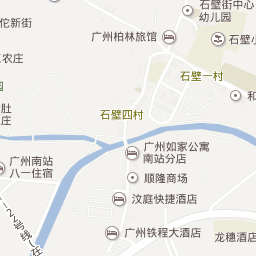 佗新街
石壁街中心
幼儿园
广州柏林旅馆
石壁小
农庄
石壁一村
肚
庄
石壁四村
和
广州如家公寓
南站分店
广州南站
八一住宿
顺隆商场
汶庭快捷酒店
广州铁程大酒店
龙穗酒店